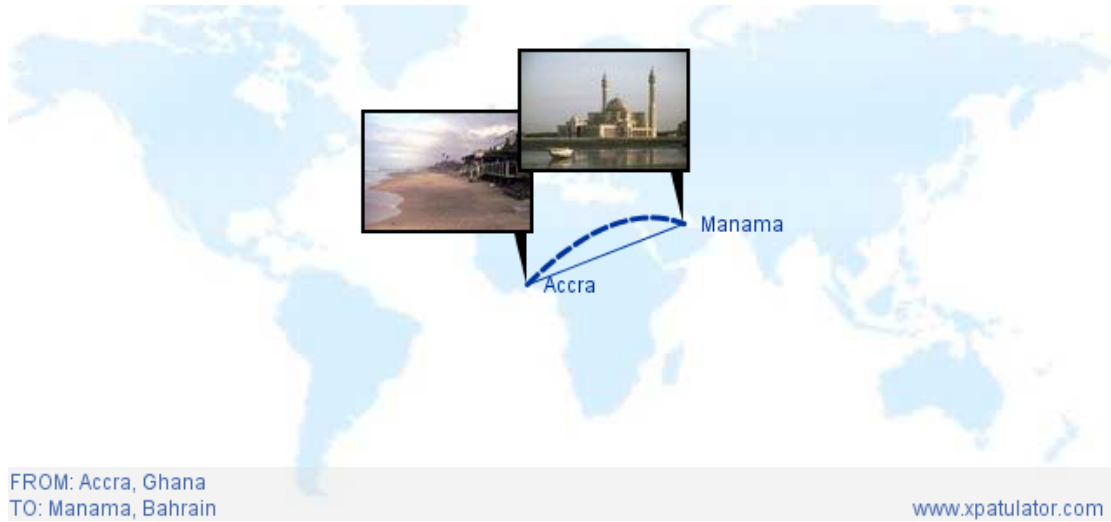 Manama
Accra
FROM: Accra, Ghana
TO: Manama, Bahrain
www.xpatulator.com